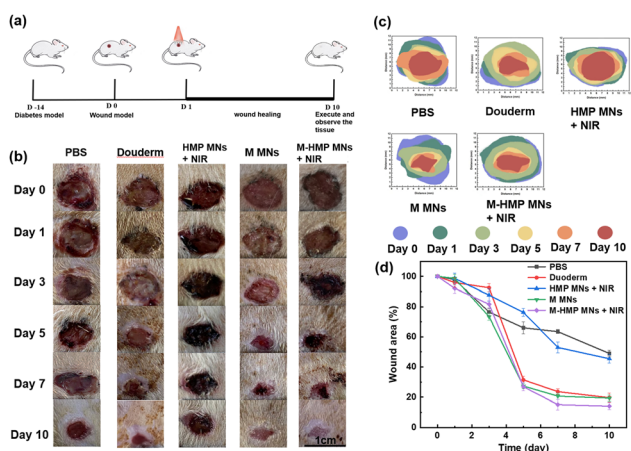 (a)
D -14
Diabetes model
D 0
Wound model
D 1
wound healing
D 10
Execute and
observe the
tissue
(b)
PBS
Douderm
HMP MNs
+ NIR
M MNs
M-HMP MNs
+ NIR
Day 0
Day 1
Day 3
Day 5
Day 7
Day 10
1cm
(c)
PBS
Douderm
HMP MNs
+ NIR
M MNs
M-HMP MNs
+ NIR
Day 0
Day 1
Day 3
Day 5
Day 7
Day 10
(d)
PBS
Duoderm
HMP MNs + NIR
M MNs
M-HMP MNs + NIR
Wound area (%)
100
80
60
40
20
0
0 2 4 6 8 10
Time (day)